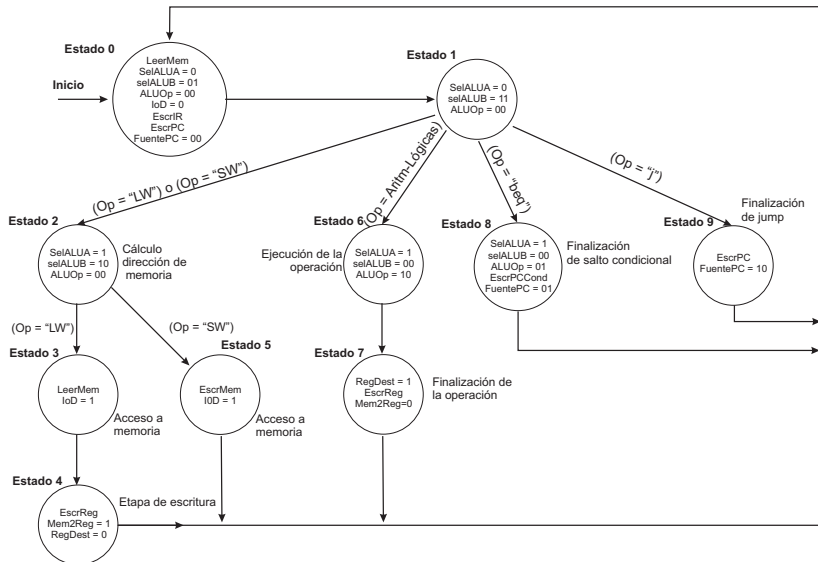 Estado 0
LeerMem
SelALUA = 0
selALUB = 01
ALUOp = 00
IoD = 0
EscrIR
EscrPC
FuentePC = 00
Inicio
Estado 1
SelALUA = 0
selALUB = 11
ALUOp = 00
(Op = “LW”) o (Op = “SW”)
(Op = Aritm-Lógicas)
(Op = “beq”)
(Op = “j”)
Estado 2
SelALUA = 1
selALUB = 10
ALUOp = 00
Cálculo
dirección de
memoria
Estado 6
Ejecución de la
operación
SelALUA = 1
selALUB = 00
ALUOp = 10
Estado 8
SelALUA = 1
selALUB = 00
ALUOp = 01
EscrPCCond
FuentePC = 01
Finalización
de salto condicional
Estado 9
Finalización
de jump
EscrPC
FuentePC = 10
(Op = “LW”)
(Op = “SW”)
Estado 3
LeerMem
IoD = 1
Acceso a
memoria
Estado 5
EscrMem
I0D = 1
Acceso a
memoria
Estado 7
RegDest = 1
EscrReg
Mem2Reg=0
Finalización de
la operación
Estado 4
EscrReg
Mem2Reg = 1
RegDest = 0
Etapa de escritura